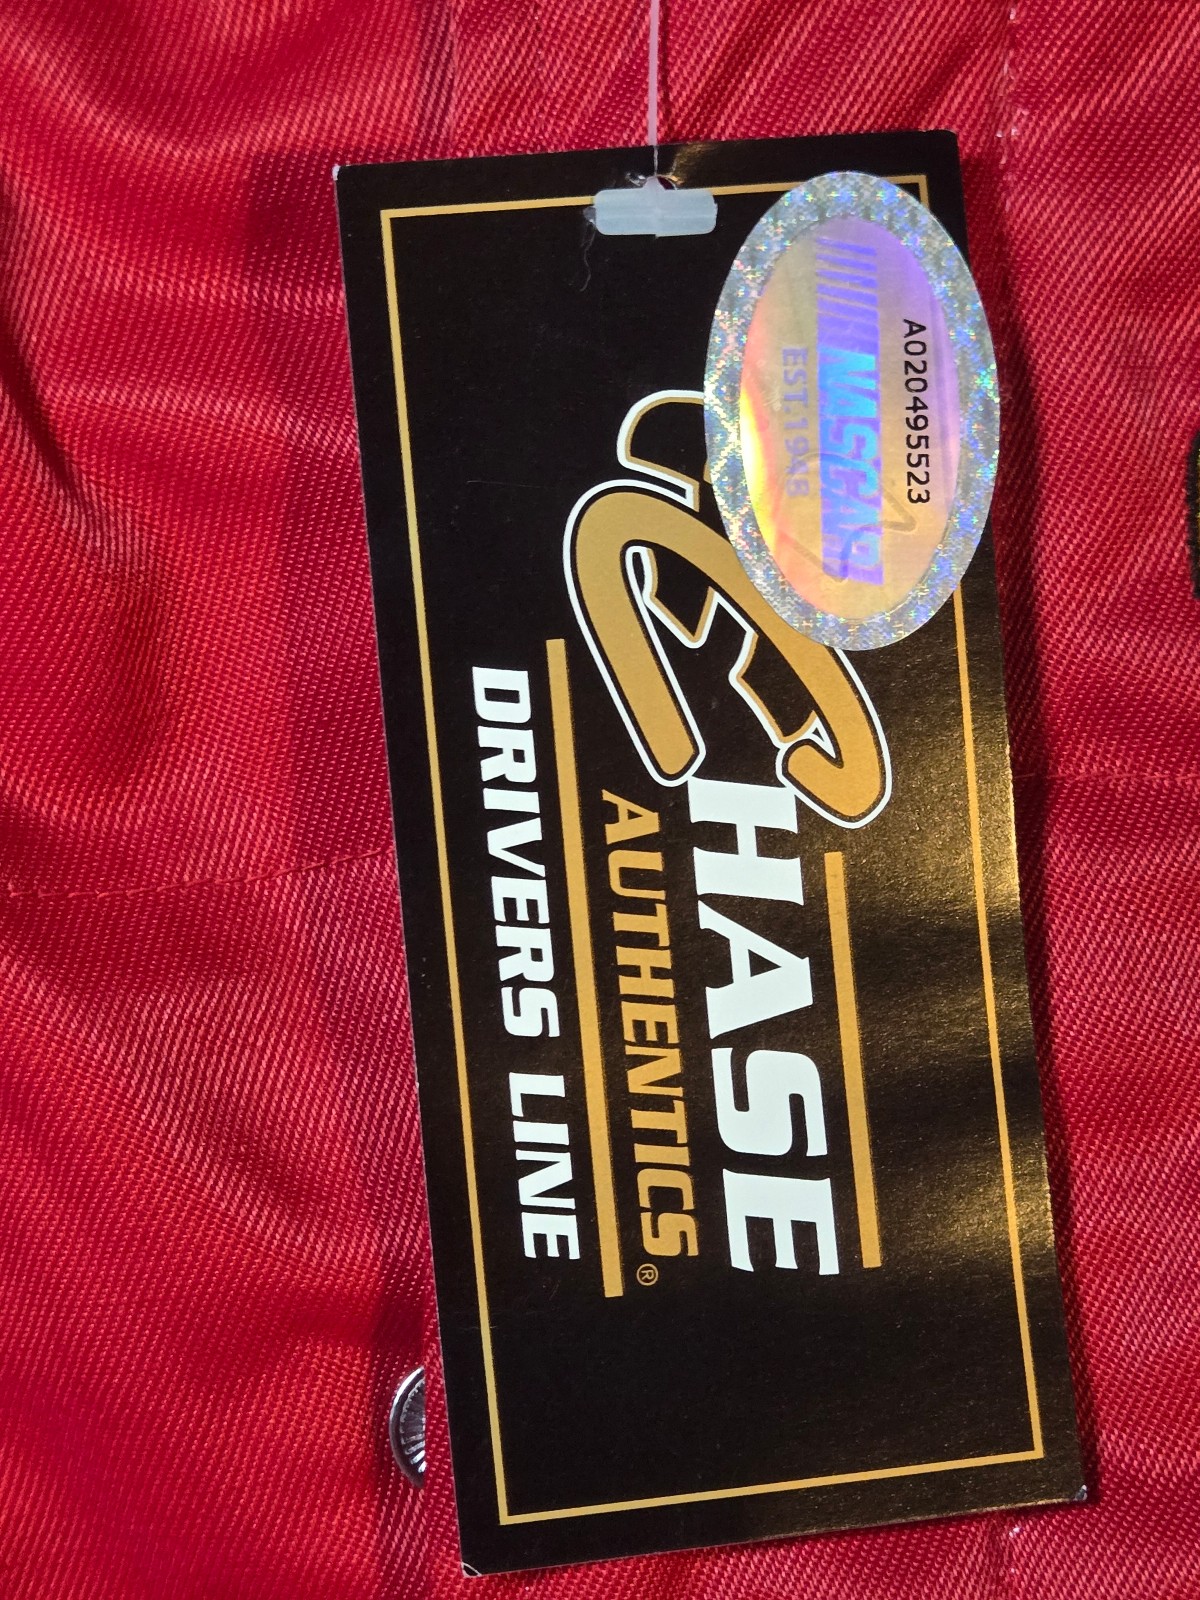 A020495523
NASCAR
EST.1948
CHASE
AUTHENTICS®
DRIVERS LINE